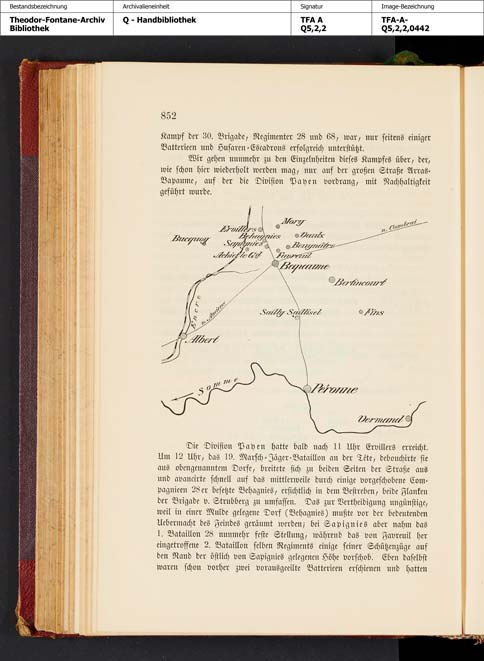 Bestandsbezeichnung
Archivalieneinheit
Signatur
Image-Bezeichnung
Theodor-Fontane-Archiv
Bibliothek
Q - Handbibliothek
TFA A
Q5,2,2
TFA-A-
Q5,2,2,0442
852
Kampf der 30. Brigade, Regimenter 28 und 68, war, nur seitens einiger
Batterieen und Husaren-Escadrons erfolgreich unterstützt.
Wir gehen nunmehr zu den Einzelnheiten dieses Kampfes über, der,
wie schon hier wiederholt werden mag, nur auf der großen Straße Arras-
Bapaume, auf der die Division Payen vordrang, mit Nachhaltigkeit
geführt wurde.
Mory
Ervillers
Behagnies
Vaulx
n. Cambrai
Bucquoy
Sapignies
Beugnâtre
Achiet le Gd
Favreuil
Bapaume
Bertincourt
Encre
n. Amiens
Sailly Saillisel
Fins
Albert
Somme
Péronne
Vermand
Die Division Payen hatte bald nach 11 Uhr Ervillers erreicht.
Um 12 Uhr, das 19. Marsch-Jäger-Bataillon an der Tête, debouchirte sie
aus obengenanntem Dorfe, breitete sich zu beiden Seiten der Straße aus
und avancirte schnell auf das mittlerweile durch einige vorgeschobene Com-
pagnieen 28er besetzte Behagnies, ersichtlich in dem Bestreben, beide Flanken
der Brigade v. Strubberg zu umfassen. Das zur Vertheidigung ungünstige,
weil in einer Mulde gelegene Dorf (Behagnies) mußte vor der bedeutenden
Uebermacht des Feindes geräumt werden; bei Sapignies aber nahm das
1. Bataillon 28 nunmehr feste Stellung, während das von Favreuil her
eingetroffene 2. Bataillon selben Regiments einige seiner Schützenzüge auf
den Rand der östlich von Sapignies gelegenen Höhe vorschob. Eben daselbst
waren schon vorher zwei vorausgeeilte Batterieen erschienen und hatten